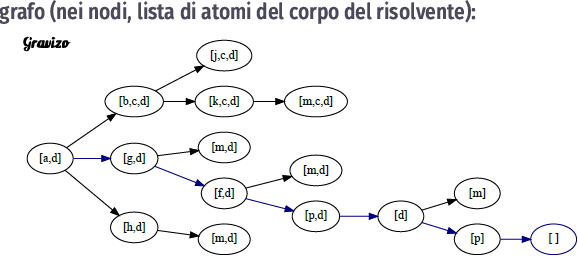 grafo (nei nodi, lista di atomi del corpo del risolvente):
Gravizo
[j,c,d]
[b,c,d] [k,c,d] [m,c,d]
[a,d] [g,d] [m,d]
[m,d]
[f,d]
[m]
[p,d] [d]
[h,d]
[m,d] [p] [ ]